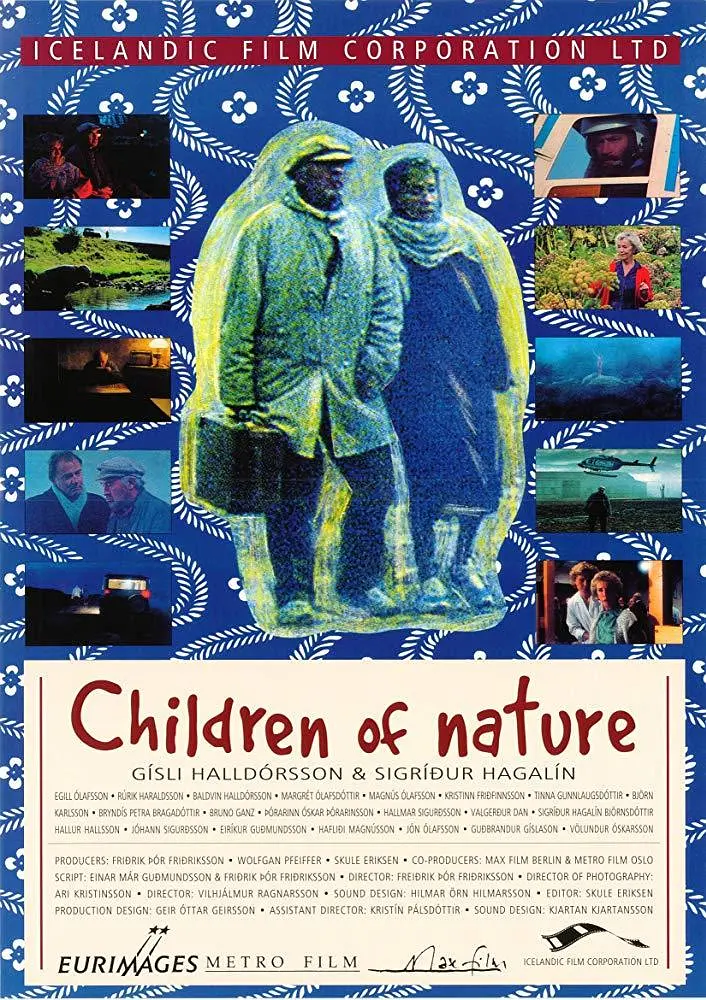 ICELANDIC FILM CORPORATION LTD
Children of nature
GÍSLI HALLDÓRSSON & SIGRÍÐUR HAGALÍN
EGILL ÓLAFSSON • RÚRIK HARALDSSON • BALDVIN HALLDÓRSSON • MARGRÉT ÓLAFSDÓTTIR • MAGNÚS ÓLAFSSON • KRISTINN FRIÐFINNSSON • TINNA GUNNLAUGSDÓTTIR • BJÖRN
KARLSSON • BRYNDÍS PETRA BRAGADÓTTIR • BRUNO GANZ • ÞÓRARINN ÓSKAR ÞÓRARINSSON • HALLMAR SIGURÐSSON • VALGERÐUR DAN • SIGRÍÐUR HAGALÍN BJÖRNSDÓTTIR
HALLUR HALLSSON • JÓHANN SIGURÐSSON • EIRÍKUR GUÐMUNDSSON • HAFLIÐI MAGNÚSSON • JÓN ÓLAFSSON • GUÐBRANDUR GÍSLASON • VÖLUNDUR ÓSKARSSON
PRODUCERS: FRIÐRIK ÞÓR FRIÐRIKSSON • WOLFGAN PFEIFFER • SKULE ERIKSEN • CO-PRODUCERS: MAX FILM BERLIN & METRO FILM OSLO
SCRIPT: EINAR MÁR GUÐMUNDSSON & FRIÐRIK ÞÓR FRIÐRIKSSON • DIRECTOR: FREIÐRIK ÞÓR FRIÐRIKSSON • DIRECTOR OF PHOTOGRAPHY:
ARI KRISTINSSON • DIRECTOR: VILHJÁLMUR RAGNARSSON • SOUND DESIGN: HILMAR ÖRN HILMARSSON • EDITOR: SKULE ERIKSEN
PRODUCTION DESIGN: GEIR ÓTTAR GEIRSSON • ASSISTANT DIRECTOR: KRISTÍN PÁLSDÓTTIR • SOUND DESIGN: KJARTAN KJARTANSSON
EURIMAGES METRO FILM Max film ICELANDIC FILM CORPORATION LTD